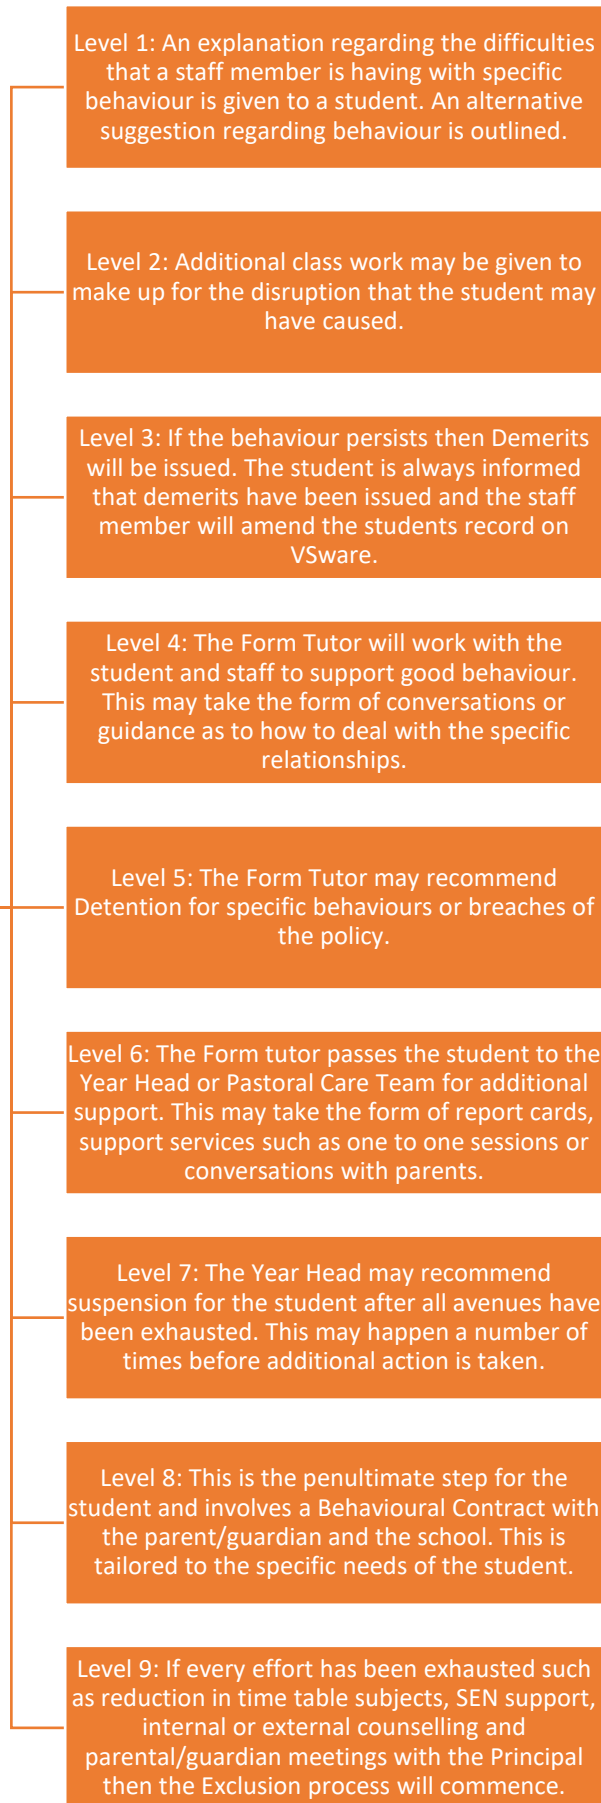 Level 1: An explanation regarding the difficulties
that a staff member is having with specific
behaviour is given to a student. An alternative
suggestion regarding behaviour is outlined.
Level 2: Additional class work may be given to
make up for the disruption that the student may
have caused.
Level 3: If the behaviour persists then Demerits
will be issued. The student is always informed
that demerits have been issued and the staff
member will amend the students record on
VSware.
Level 4: The Form Tutor will work with the
student and staff to support good behaviour.
This may take the form of conversations or
guidance as to how to deal with the specific
relationships.
Level 5: The Form Tutor may recommend
Detention for specific behaviours or breaches of
the policy.
Level 6: The Form tutor passes the student to the
Year Head or Pastoral Care Team for additional
support. This may take the form of report cards,
support services such as one to one sessions or
conversations with parents.
Level 7: The Year Head may recommend
suspension for the student after all avenues have
been exhausted. This may happen a number of
times before additional action is taken.
Level 8: This is the penultimate step for the
student and involves a Behavioural Contract with
the parent/guardian and the school. This is
tailored to the specific needs of the student.
Level 9: If every effort has been exhausted such
as reduction in time table subjects, SEN support,
internal or external counselling and
parental/guardian meetings with the Principal
then the Exclusion process will commence.